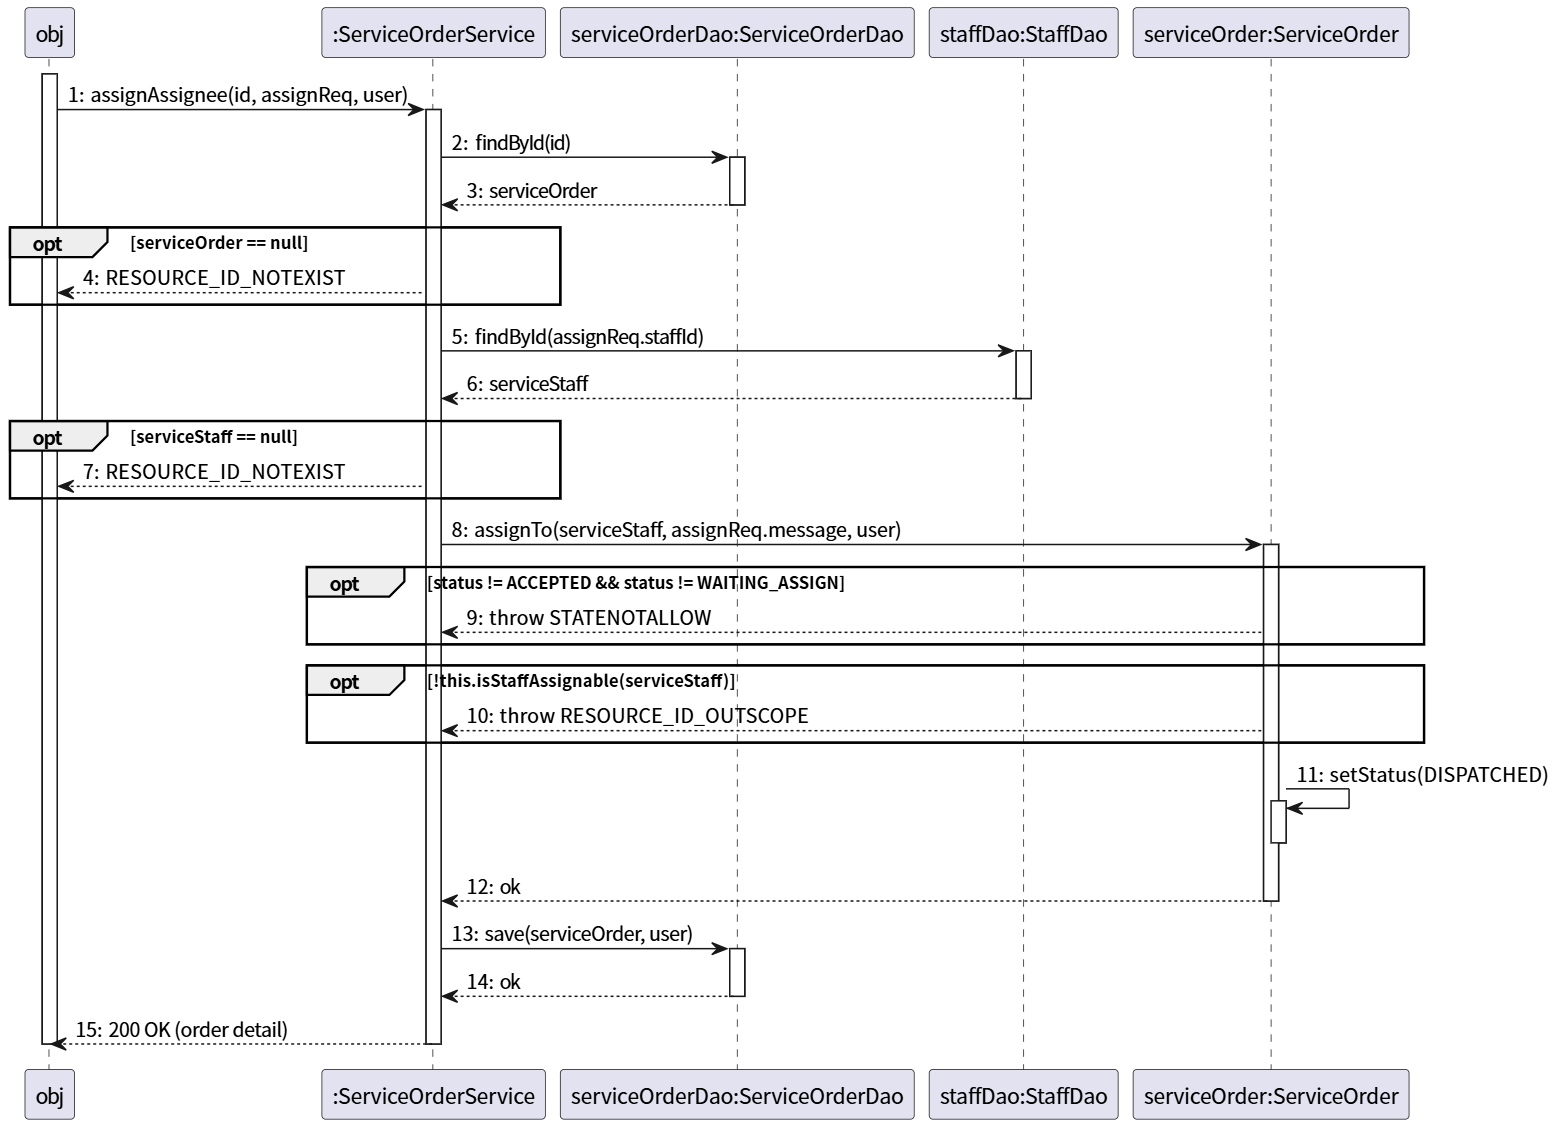 obj
:ServiceOrderService
serviceOrderDao:ServiceOrderDao
staffDao:StaffDao
serviceOrder:ServiceOrder
1: assignAssignee(id, assignReq, user)
2: findById(id)
3: serviceOrder
opt
[serviceOrder == null]
4: RESOURCE_ID_NOTEXIST
5: findById(assignReq.staffId)
6: serviceStaff
opt
[serviceStaff == null]
7: RESOURCE_ID_NOTEXIST
8: assignTo(serviceStaff, assignReq.message, user)
opt
[status != ACCEPTED && status != WAITING_ASSIGN]
9: throw STATENOTALLOW
opt
[!this.isStaffAssignable(serviceStaff)]
10: throw RESOURCE_ID_OUTSCOPE
11: setStatus(DISPATCHED)
12: ok
13: save(serviceOrder, user)
14: ok
15: 200 OK (order detail)
obj
:ServiceOrderService
serviceOrderDao:ServiceOrderDao
staffDao:StaffDao
serviceOrder:ServiceOrder